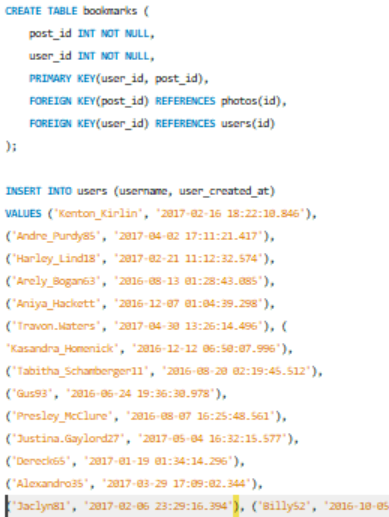 CREATE TABLE bookmarks (
post_id INT NOT NULL,
user_id INT NOT NULL,
PRIMARY KEY(user_id, post_id),
FOREIGN KEY(post_id) REFERENCES photos(id),
FOREIGN KEY(user_id) REFERENCES users(id)
);
INSERT INTO users (username, user_created_at)
VALUES ('Kenton_Kirlin', '2017-02-16 18:22:10.846'),
('Andre_Purdy85', '2017-04-02 17:11:21.417'),
('Harley_Lind18', '2017-02-21 11:12:32.574'),
('Arely_Bogan63', '2016-08-13 01:28:43.085'),
('Aniya_Hackett', '2016-12-07 01:04:39.298'),
('Travon.Waters', '2017-04-30 13:26:14.496'), (
'Kasandra_Homenick', '2016-12-12 06:50:07.996'),
('Tabitha_Schamberger11', '2016-08-20 02:19:45.512'),
('Gus93', '2016-06-24 19:36:30.978'),
('Presley_McClure', '2016-08-07 16:25:48.561'),
('Justina.Gaylord27', '2017-05-04 16:32:15.577'),
('Dereck65', '2017-01-19 01:34:14.296'),
('Alexandro35', '2017-03-29 17:09:02.344'),
('Jaclyn81', '2017-02-06 23:29:16.394'), ('Billy52', '2016-10-05